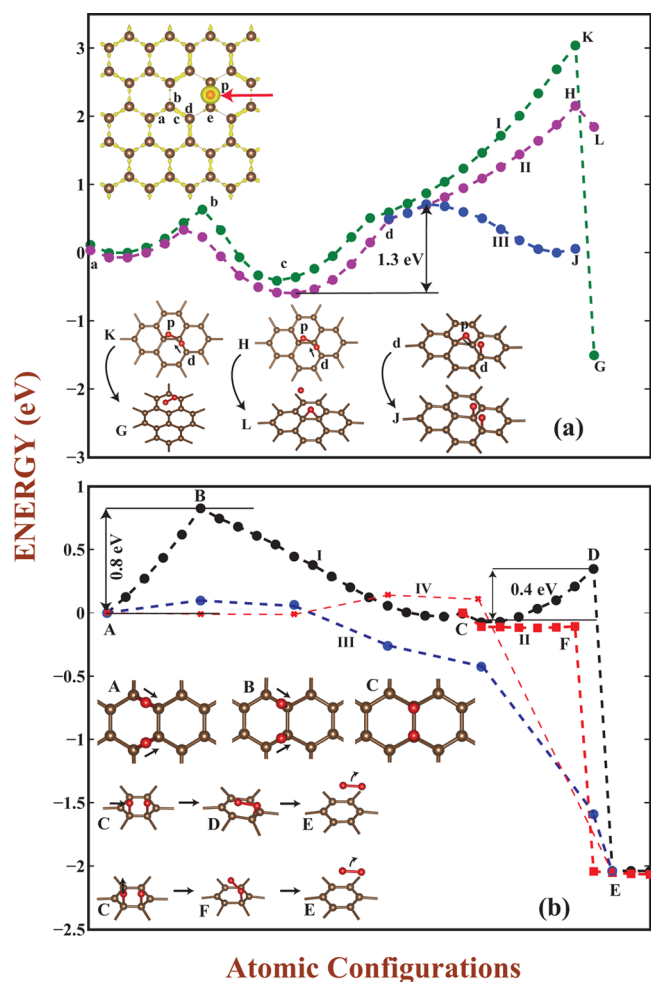 ENERGY (eV)
3
2
1
0
−1
−2
−3
p
b
a
c
d
e
K
I
H
II
L
b
d
III
a
c
J
1.3 eV
K
p
d
G
H
p
d
L
d
p
d
J
G
(a)
1
0.5
0
−0.5
−1
−1.5
−2
−2.5
B
D
0.8 eV
I
IV
0.4 eV
A
C
II
F
III
A
B
C
C
D
E
C
F
E
E
(b)
Atomic Configurations